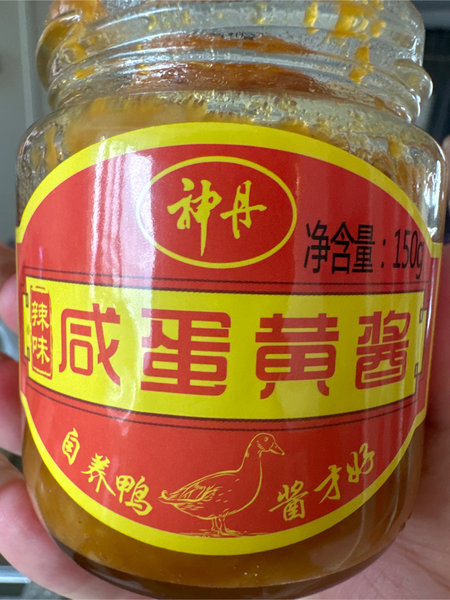 神丹
净含量：150g
辣味
咸蛋黄酱
自养鸭 酱才好